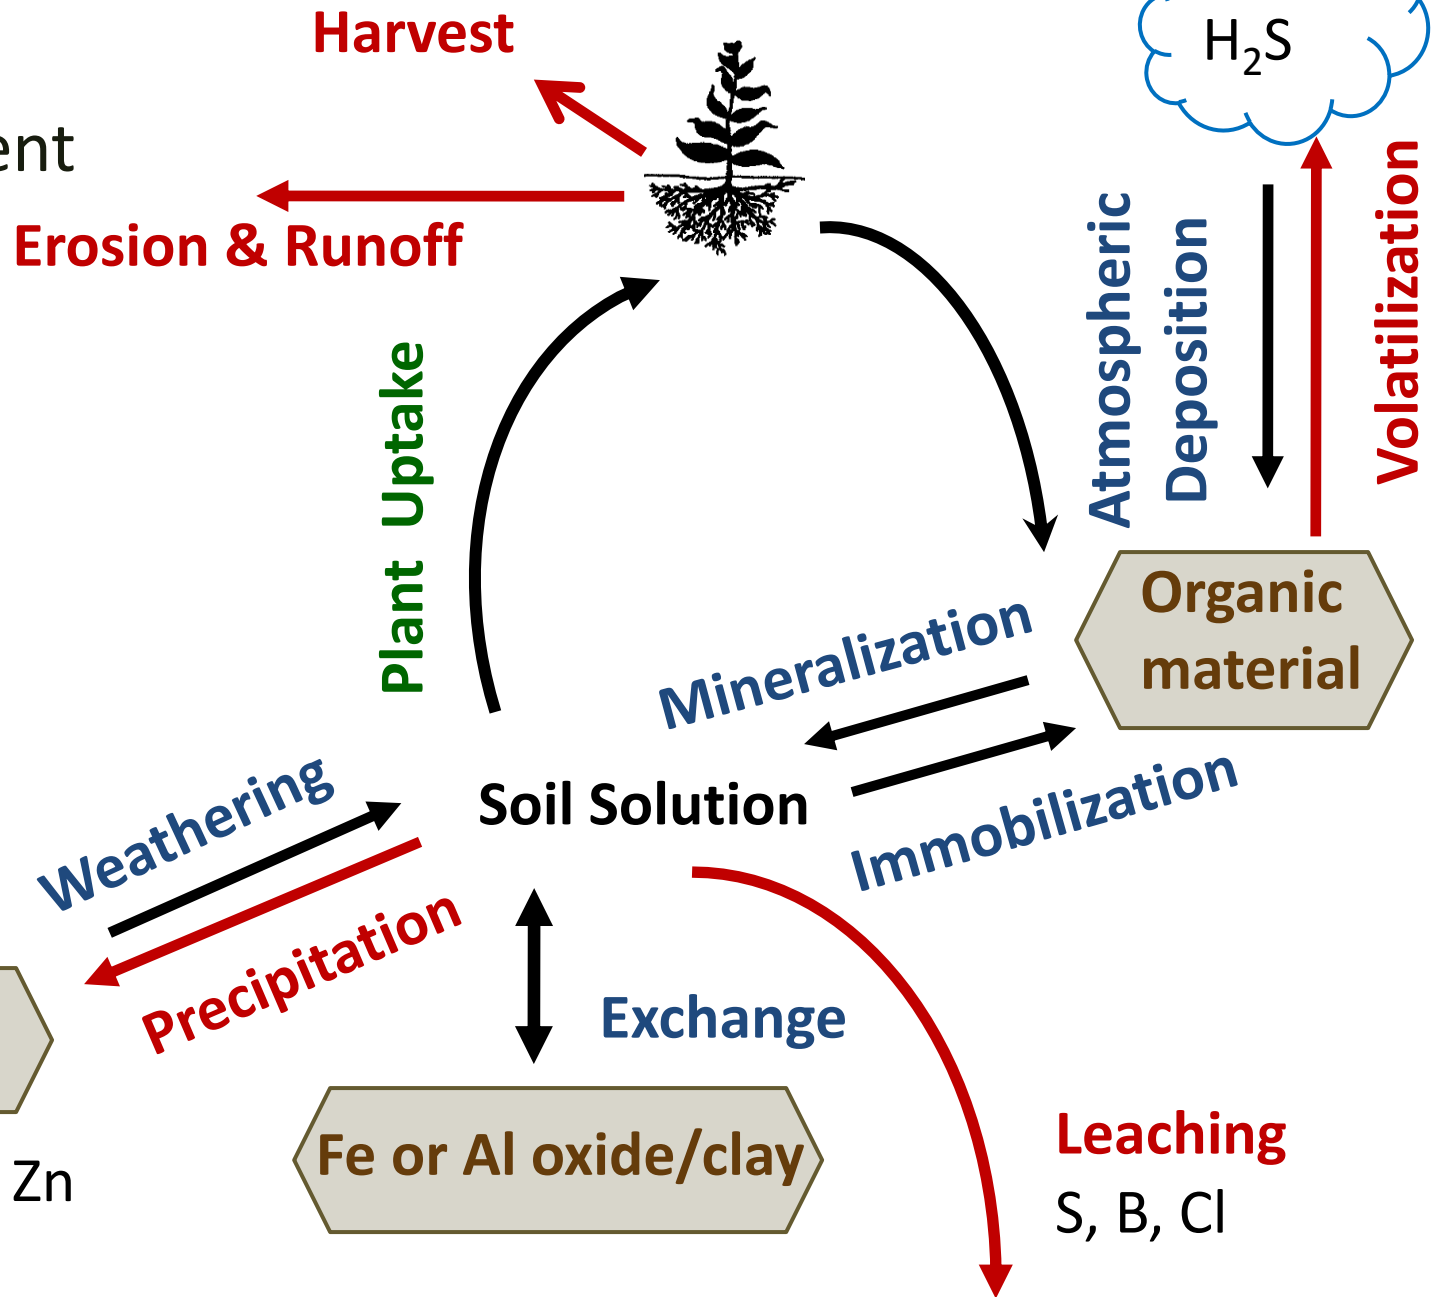 Harvest
H₂S
ent
Erosion & Runoff
Atmospheric
Deposition
Volatilization
Plant Uptake
Organic
material
Mineralization
Weathering
Soil Solution
Immobilization
Precipitation
Exchange
Fe or Al oxide/clay
Leaching
Zn
S, B, Cl